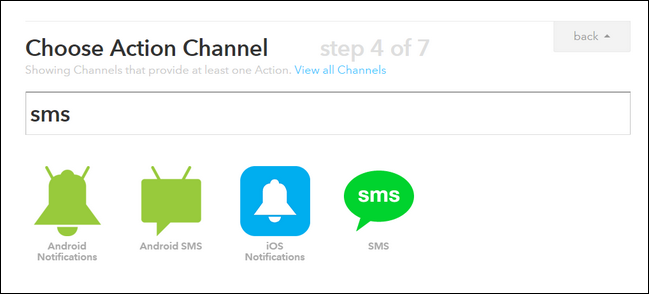 Choose Action Channel step 4 of 7 back
Showing Channels that provide at least one Action. View all Channels
sms
sms
Android Notifications
Android SMS
iOS Notifications
SMS